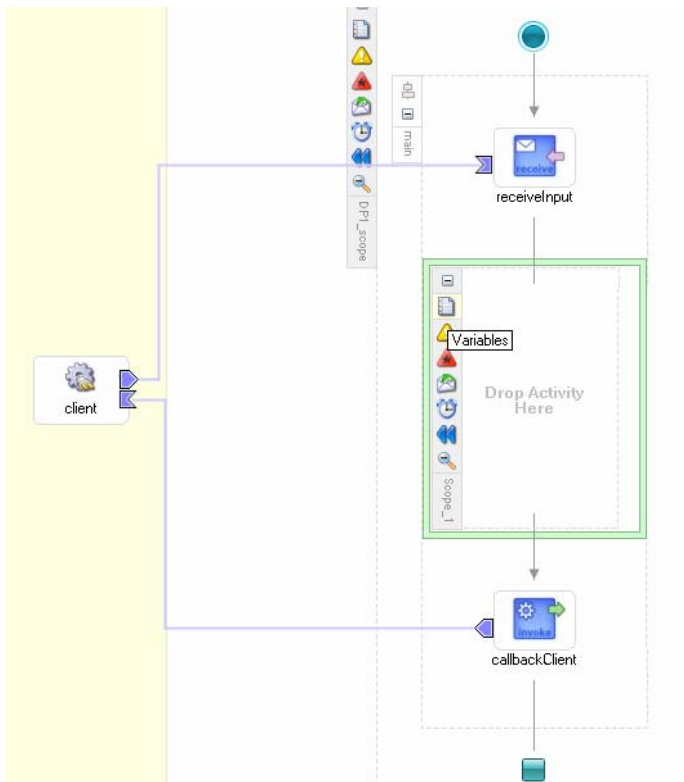 main
receive
receiveInput
DP1_scope
Variables
client
Drop Activity
Here
Scope_1
invoke
callbackClient